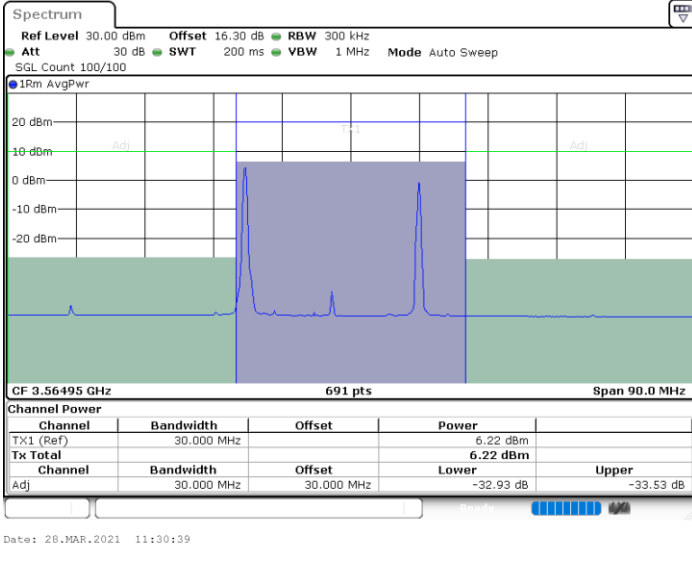 Spectrum
Ref Level 30.00 dBm Offset 16.30 dB RBW 300 kHz
Att 30 dB SWT 200 ms VBW 1 MHz Mode Auto Sweep
SGL Count 100/100
1Rm AvgPwr
20 dBm
TX1
Adj
Adj
10 dBm
0 dBm
-10 dBm
-20 dBm
CF 3.56495 GHz 691 pts Span 90.0 MHz
Channel Power
Channel Bandwidth Offset Power
TX1 (Ref) 30.000 MHz 6.22 dBm
Tx Total 6.22 dBm
Channel Bandwidth Offset Lower Upper
Adj 30.000 MHz 30.000 MHz -32.93 dB -33.53 dB
Ready
Date: 28.MAR.2021 11:30:39